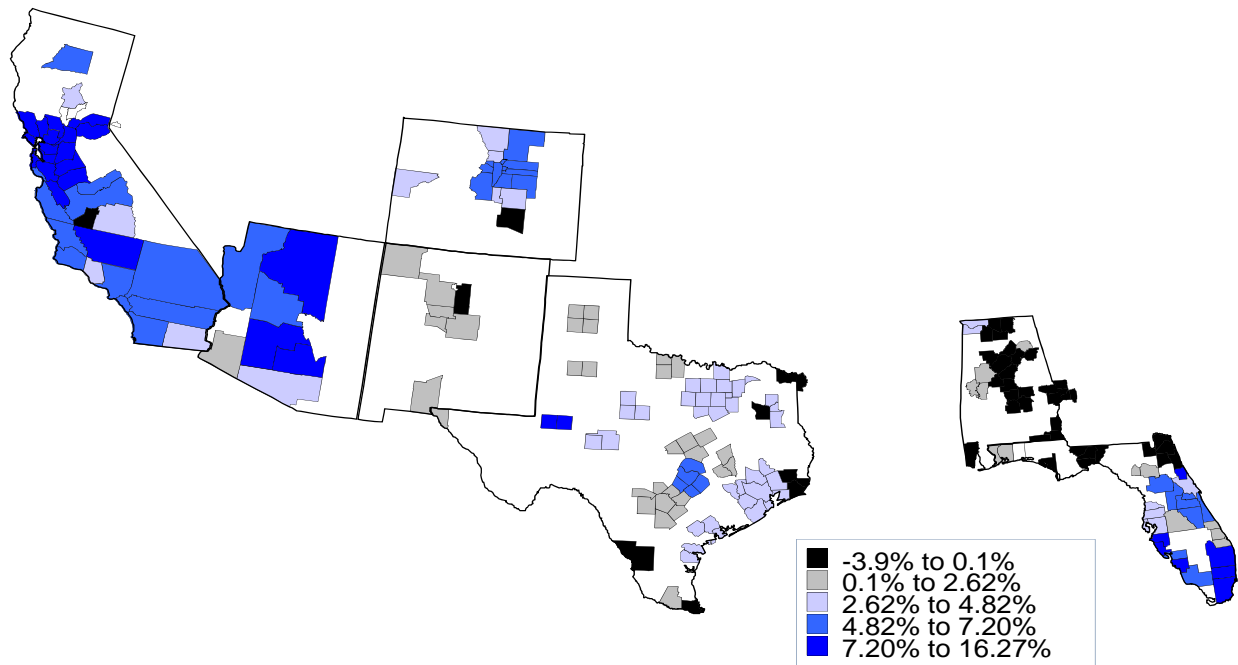 -3.9% to 0.1%
0.1% to 2.62%
2.62% to 4.82%
4.82% to 7.20%
7.20% to 16.27%